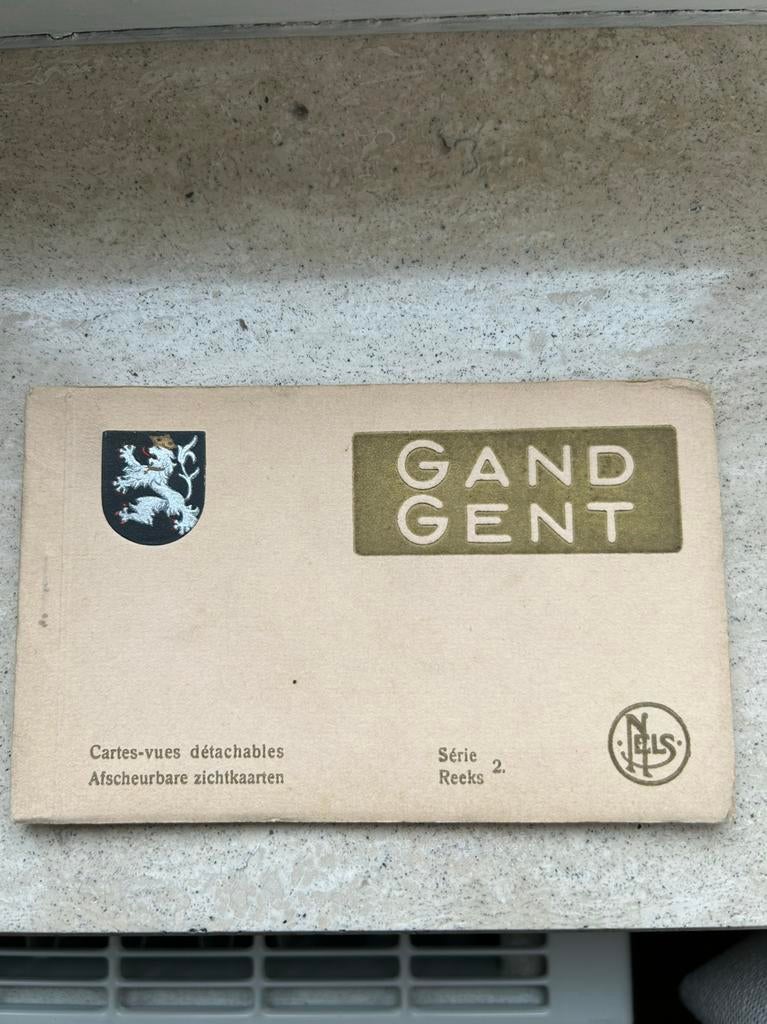 GAND
GENT
Cartes-vues détachables
Afscheurbare zichtkaarten
Série
Reeks 2.
NELS